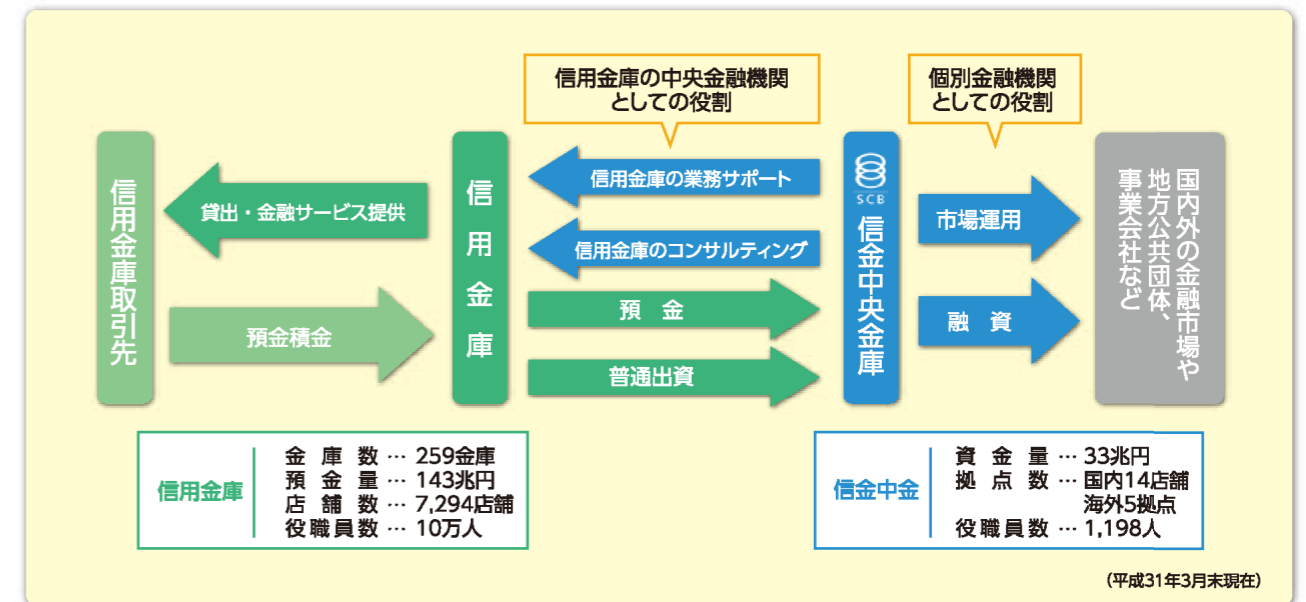 信用金庫の中央金融機関
としての役割
個別金融機関
としての役割
信用金庫取引先
貸出・金融サービス提供
預金積金
信用金庫
信用金庫の業務サポート
信用金庫のコンサルティング
預 金
普通出資
SCB
信金中央金庫
市場運用
融 資
国内外の金融市場や
地方公共団体、
事業会社など
信用金庫
金 庫 数 … 259金庫
預 金 量 … 143兆円
店 舗 数 … 7,294店舗
役職員数 … 10万人
信金中金
資 金 量 … 33兆円
拠 点 数 … 国内14店舗
海外5拠点
役職員数 … 1,198人
(平成31年3月末現在)